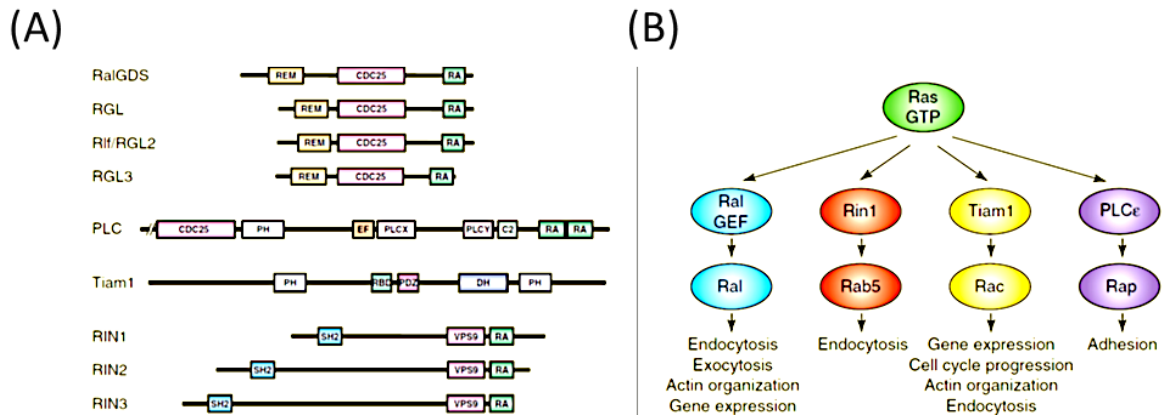 (A)
RalGDS REM CDC25 RA
RGL REM CDC25 RA
Rlf/RGL2 REM CDC25 RA
RGL3 REM CDC25 RA
PLC CDC25 PH EF PLCX PLCY C2 RA RA
Tiam1 PH RBD PDZ DH PH
RIN1 SH2 VPS9 RA
RIN2 SH2 VPS9 RA
RIN3 SH2 VPS9 RA
(B)
Ras
GTP
Ral
GEF
Rin1
Tiam1
PLCε
Ral
Rab5
Rac
Rap
Endocytosis
Exocytosis
Actin organization
Gene expression
Endocytosis
Gene expression
Cell cycle progression
Actin organization
Endocytosis
Adhesion